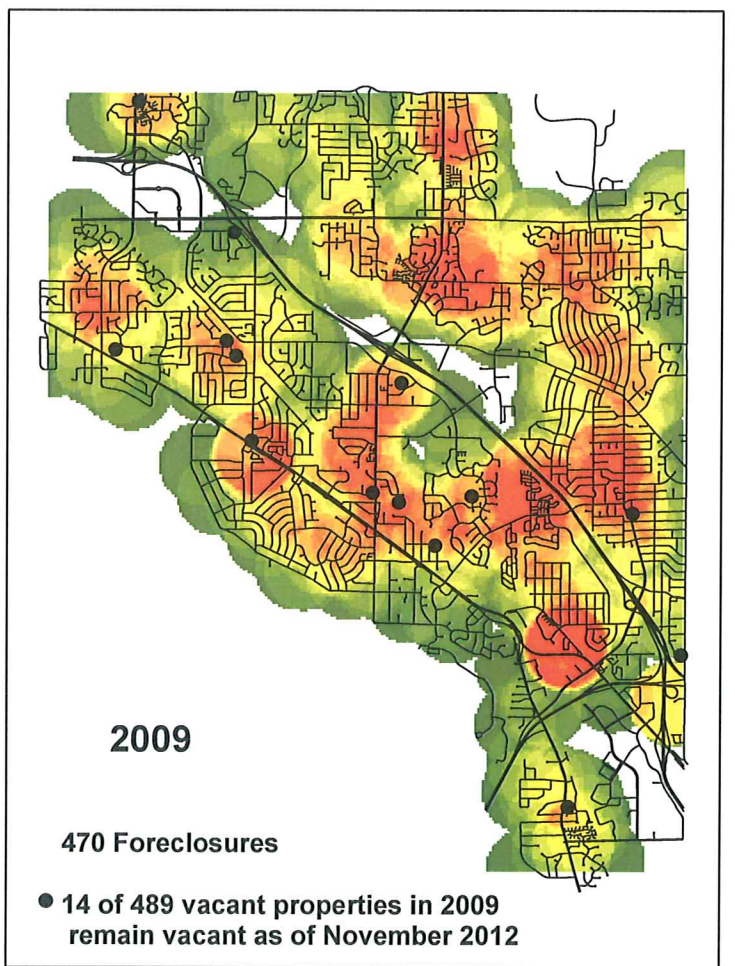 2009
470 Foreclosures
14 of 489 vacant properties in 2009
remain vacant as of November 2012